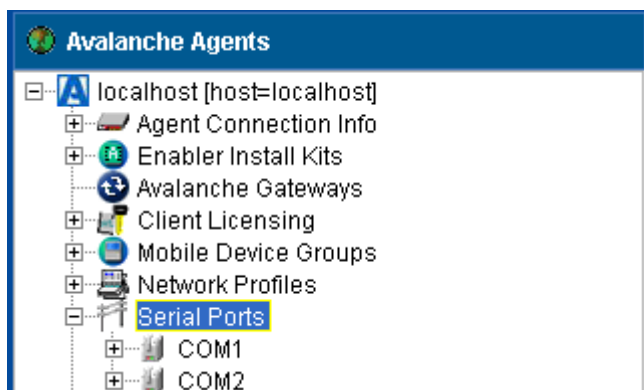 Avalanche Agents
localhost [host=localhost]
Agent Connection Info
Enabler Install Kits
Avalanche Gateways
Client Licensing
Mobile Device Groups
Network Profiles
Serial Ports
COM1
COM2